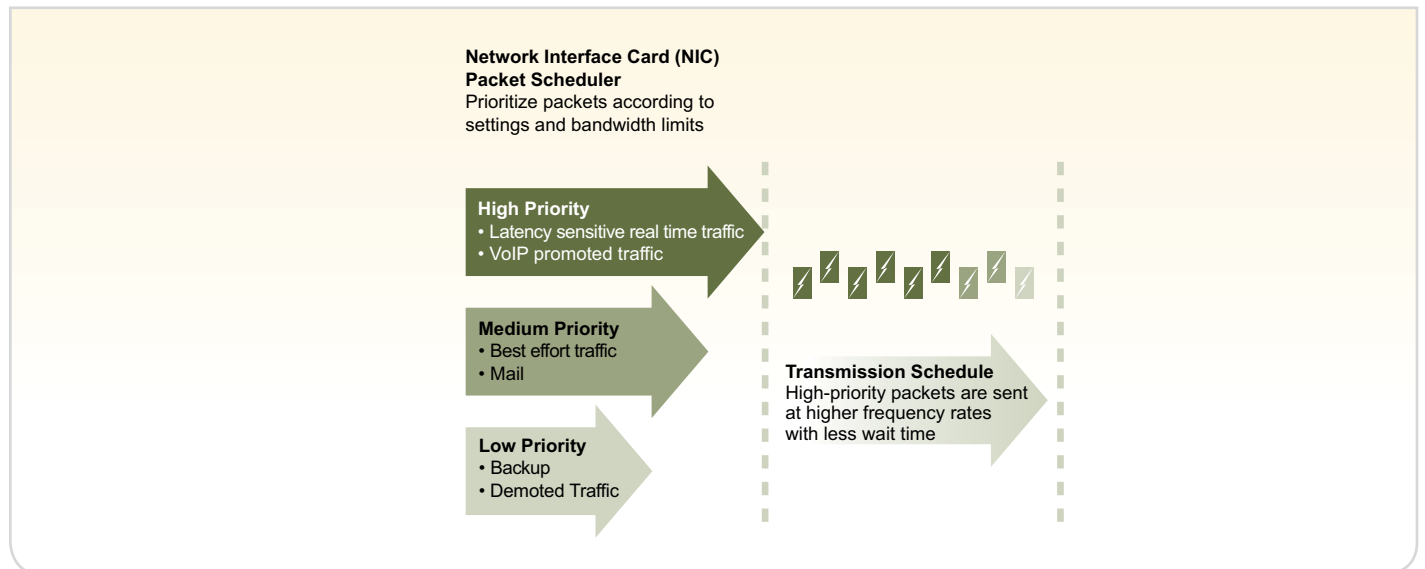 Network Interface Card (NIC)
Packet Scheduler
Prioritize packets according to
settings and bandwidth limits
High Priority
• Latency sensitive real time traffic
• VoIP promoted traffic
Medium Priority
• Best effort traffic
• Mail
Low Priority
• Backup
• Demoted Traffic
Transmission Schedule
High-priority packets are sent
at higher frequency rates
with less wait time